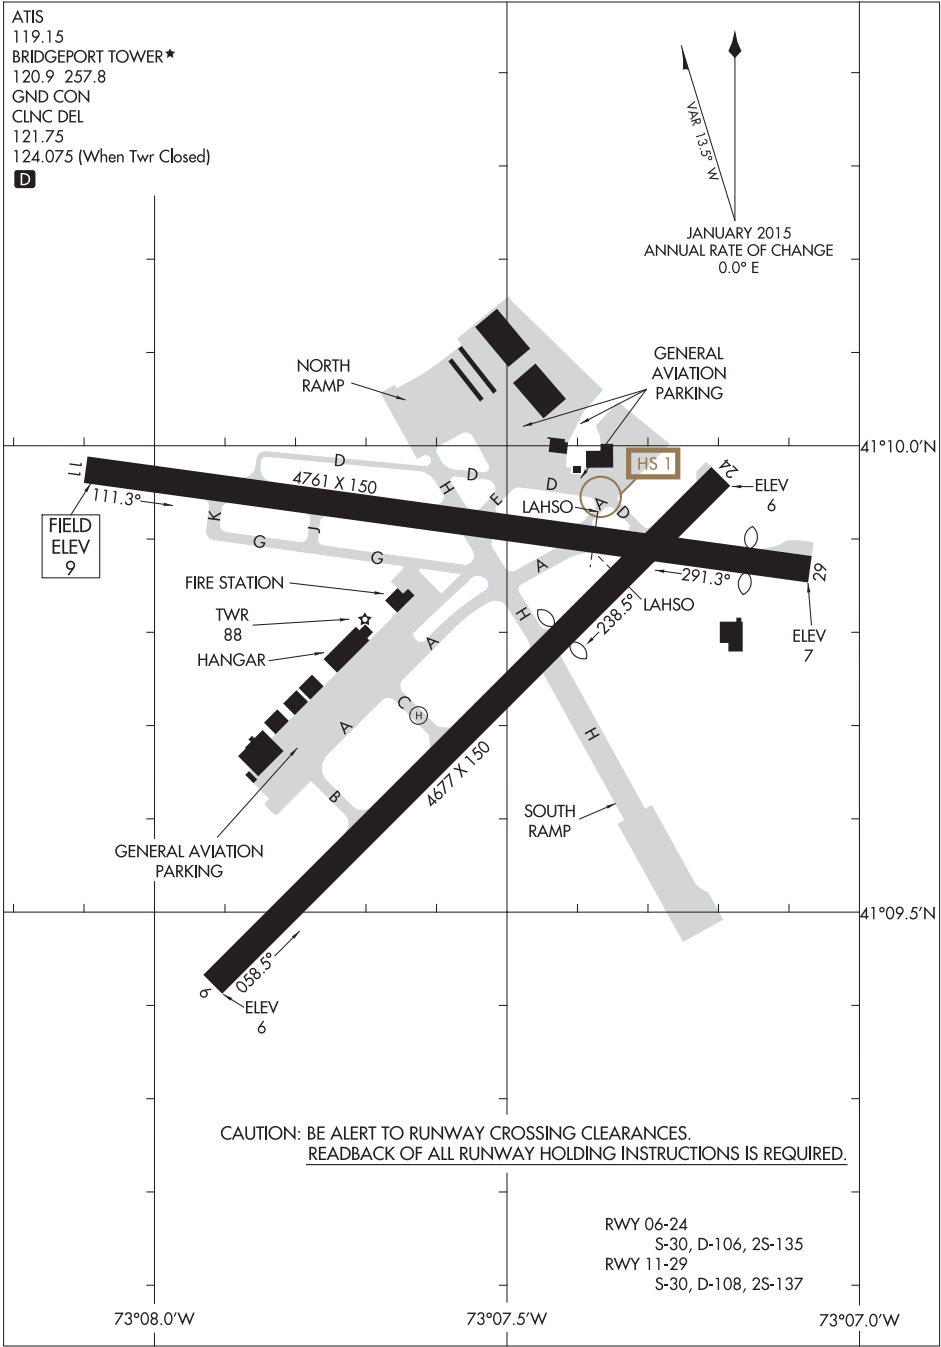 ATIS
119.15
BRIDGEPORT TOWER★
120.9 257.8
GND CON
CLNC DEL
121.75
124.075 (When Twr Closed)
D
VAR 13.5° W
JANUARY 2015
ANNUAL RATE OF CHANGE
0.0° E
NORTH
RAMP
GENERAL
AVIATION
PARKING
41°10.0'N
HS 1
11
111.3°
4761 X 150
D
D
D
D
H
E
A
LAHSO
24
ELEV
6
FIELD
ELEV
9
K
J
G
G
A
291.3°
29
FIRE STATION
LAHSO
TWR
88
238.5°
H
ELEV
7
HANGAR
A
C
H
A
H
4677 X 150
B
SOUTH
RAMP
GENERAL AVIATION
PARKING
41°09.5'N
058.5°
6
ELEV
6
CAUTION: BE ALERT TO RUNWAY CROSSING CLEARANCES.
READBACK OF ALL RUNWAY HOLDING INSTRUCTIONS IS REQUIRED.
RWY 06-24
S-30, D-106, 2S-135
RWY 11-29
S-30, D-108, 2S-137
73°08.0'W
73°07.5'W
73°07.0'W